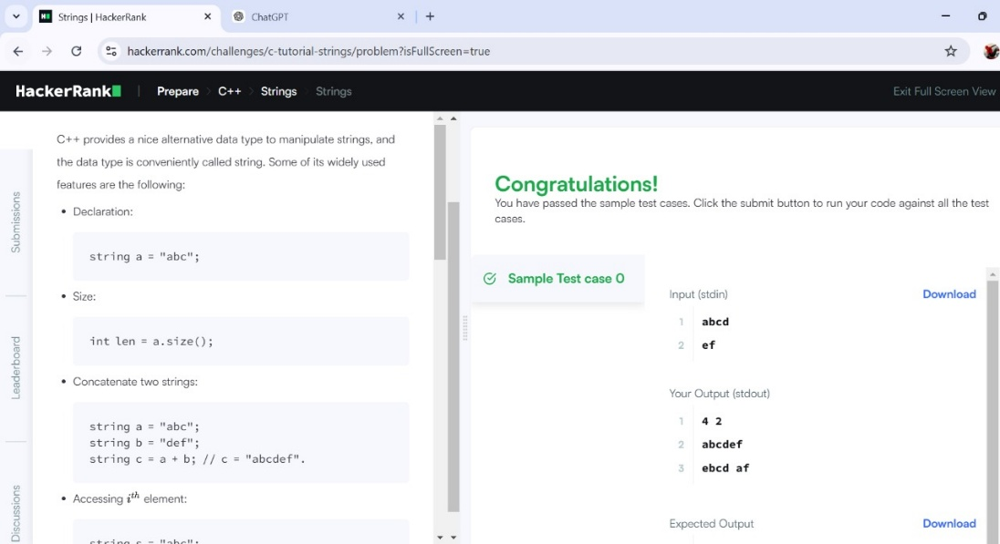 Strings | HackerRank
ChatGPT
hackerrank.com/challenges/c-tutorial-strings/problem?isFullScreen=true
HackerRank
Prepare
C++
Strings
Strings
Exit Full Screen View
Submissions
Leaderboard
Discussions
C++ provides a nice alternative data type to manipulate strings, and
the data type is conveniently called string. Some of its widely used
features are the following:
• Declaration:
string a = "abc";
• Size:
int len = a.size();
• Concatenate two strings:
string a = "abc";
string b = "def";
string c = a + b; // c = "abcdef".
• Accessing ith element:
string s = "abc";
Congratulations!
You have passed the sample test cases. Click the submit button to run your code against all the test
cases.
Sample Test case 0
Input (stdin)
Download
1 abcd
2 ef
Your Output (stdout)
1 4 2
2 abcdef
3 ebcd af
Expected Output
Download